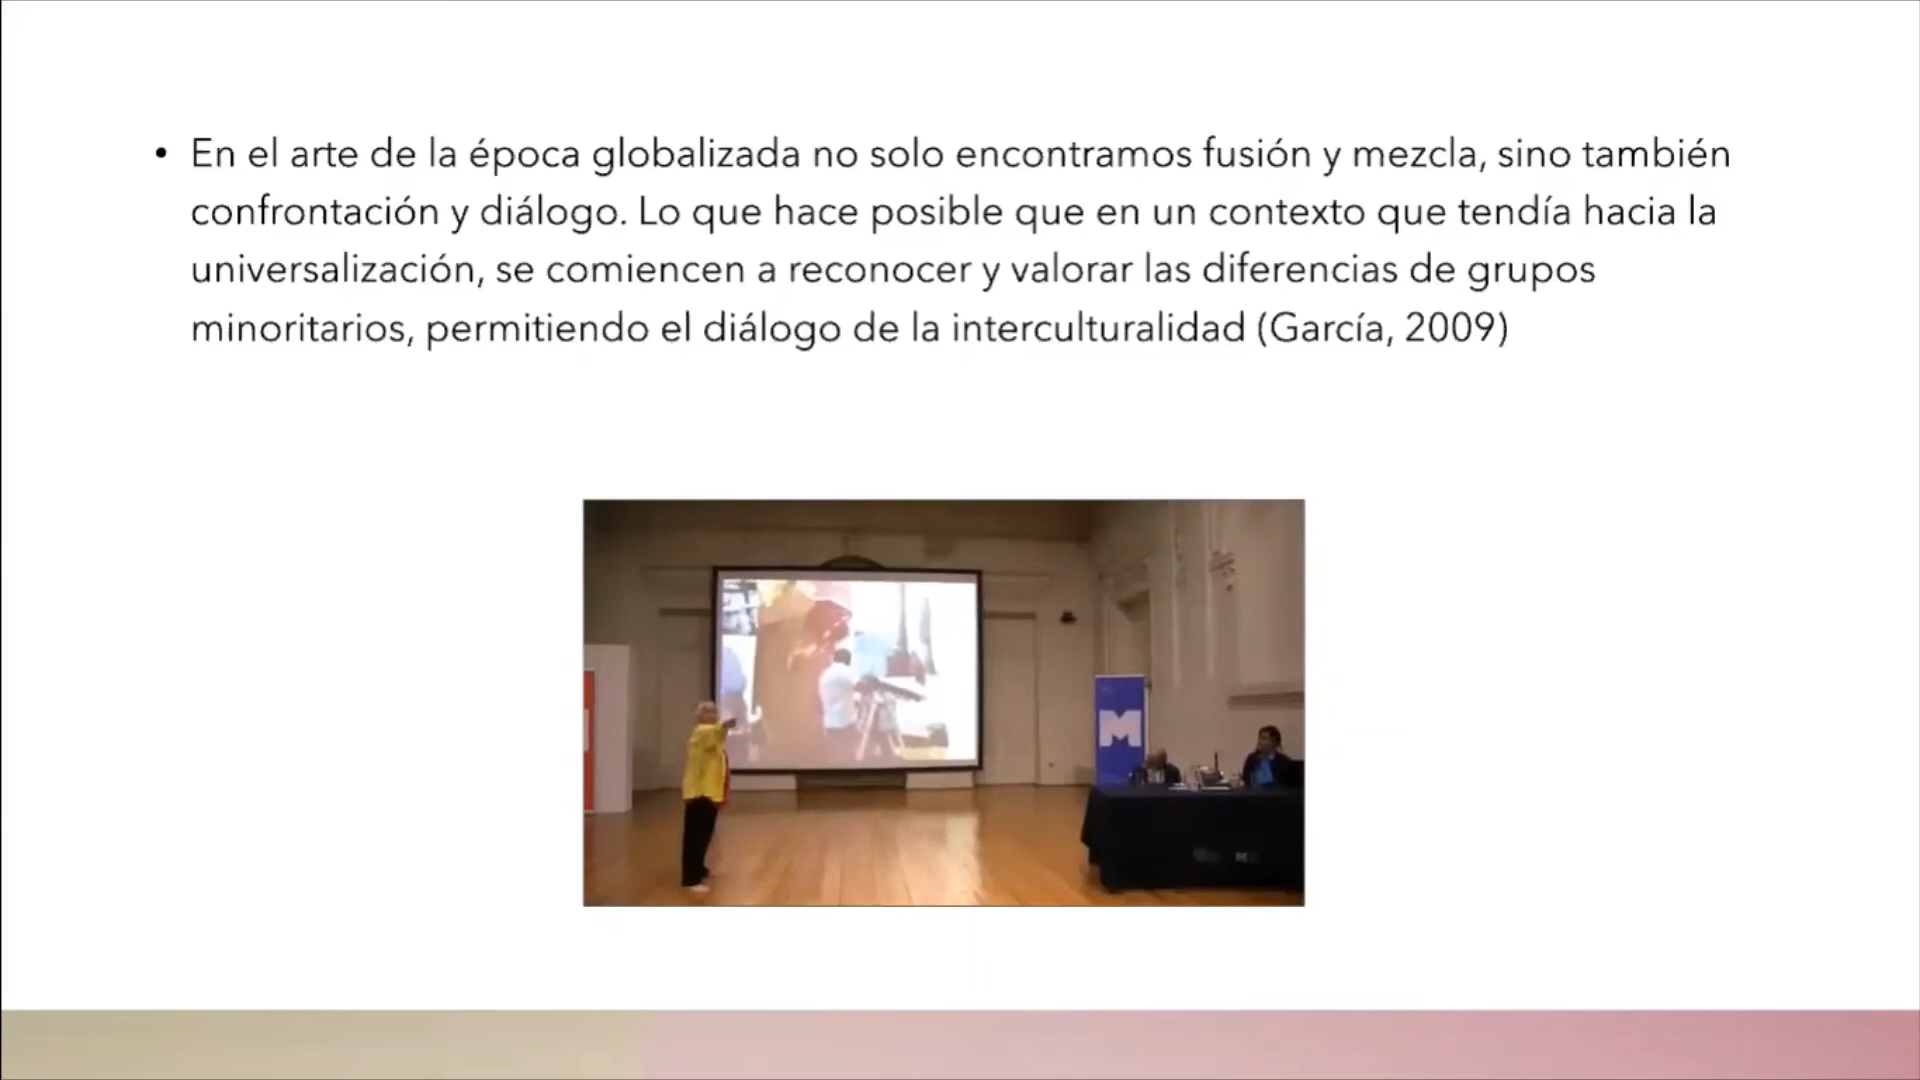 • En el arte de la época globalizada no solo encontramos fusión y mezcla, sino también
confrontación y diálogo. Lo que hace posible que en un contexto que tendía hacia la
universalización, se comiencen a reconocer y valorar las diferencias de grupos
minoritarios, permitiendo el diálogo de la interculturalidad (García, 2009)
M